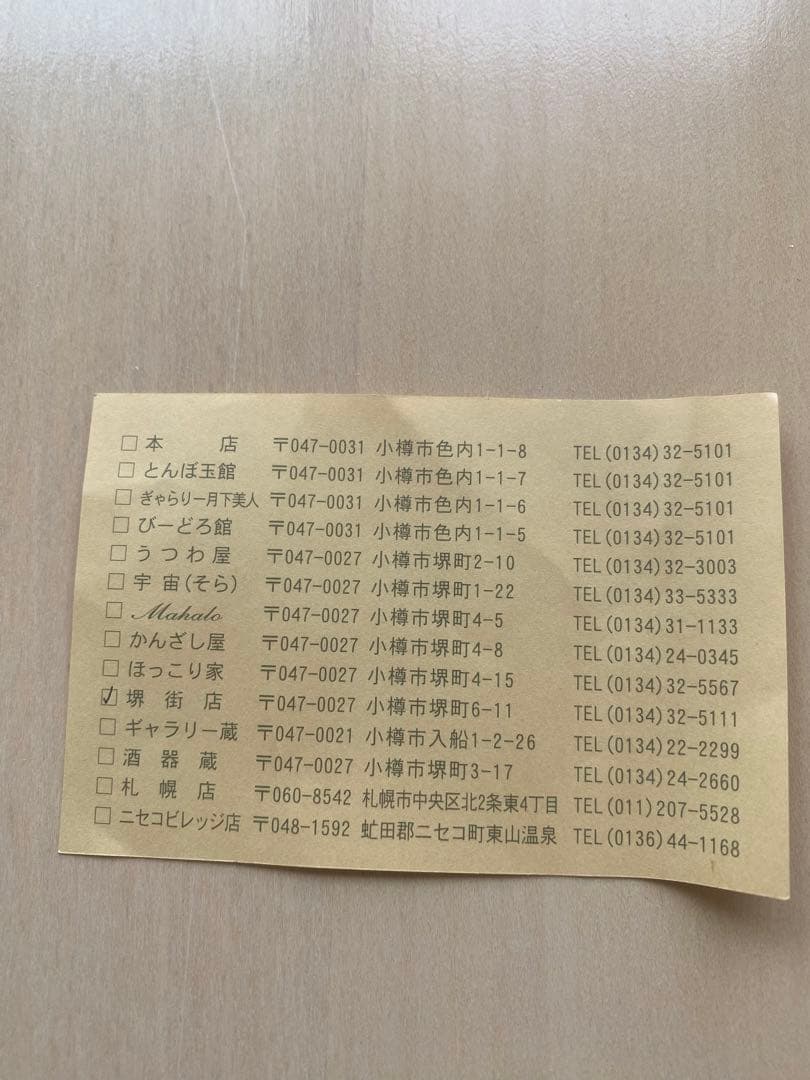 □ 本 店 〒047-0031 小樽市色内1-1-8 TEL(0134)32-5101
□ とんぼ玉館 〒047-0031 小樽市色内1-1-7 TEL(0134)32-5101
□ ぎゃらりー月下美人 〒047-0031 小樽市色内1-1-6 TEL(0134)32-5101
□ びーどろ館 〒047-0031 小樽市色内1-1-5 TEL(0134)32-5101
□ うつわ屋 〒047-0027 小樽市堺町2-10 TEL(0134)32-3003
□ 宇宙(そら) 〒047-0027 小樽市堺町1-22 TEL(0134)33-5333
□ Mahalo 〒047-0027 小樽市堺町4-5 TEL(0134)31-1133
□ かんざし屋 〒047-0027 小樽市堺町4-8 TEL(0134)24-0345
□ ほっこり家 〒047-0027 小樽市堺町4-15 TEL(0134)32-5567
☑ 堺街店 〒047-0027 小樽市堺町6-11 TEL(0134)32-5111
□ ギャラリー蔵 〒047-0021 小樽市入船1-2-26 TEL(0134)22-2299
□ 酒器蔵 〒047-0027 小樽市堺町3-17 TEL(0134)24-2660
□ 札幌店 〒060-8542 札幌市中央区北2条東4丁目 TEL(011)207-5528
□ ニセコビレッジ店 〒048-1592 虻田郡ニセコ町東山温泉 TEL(0136)44-1168